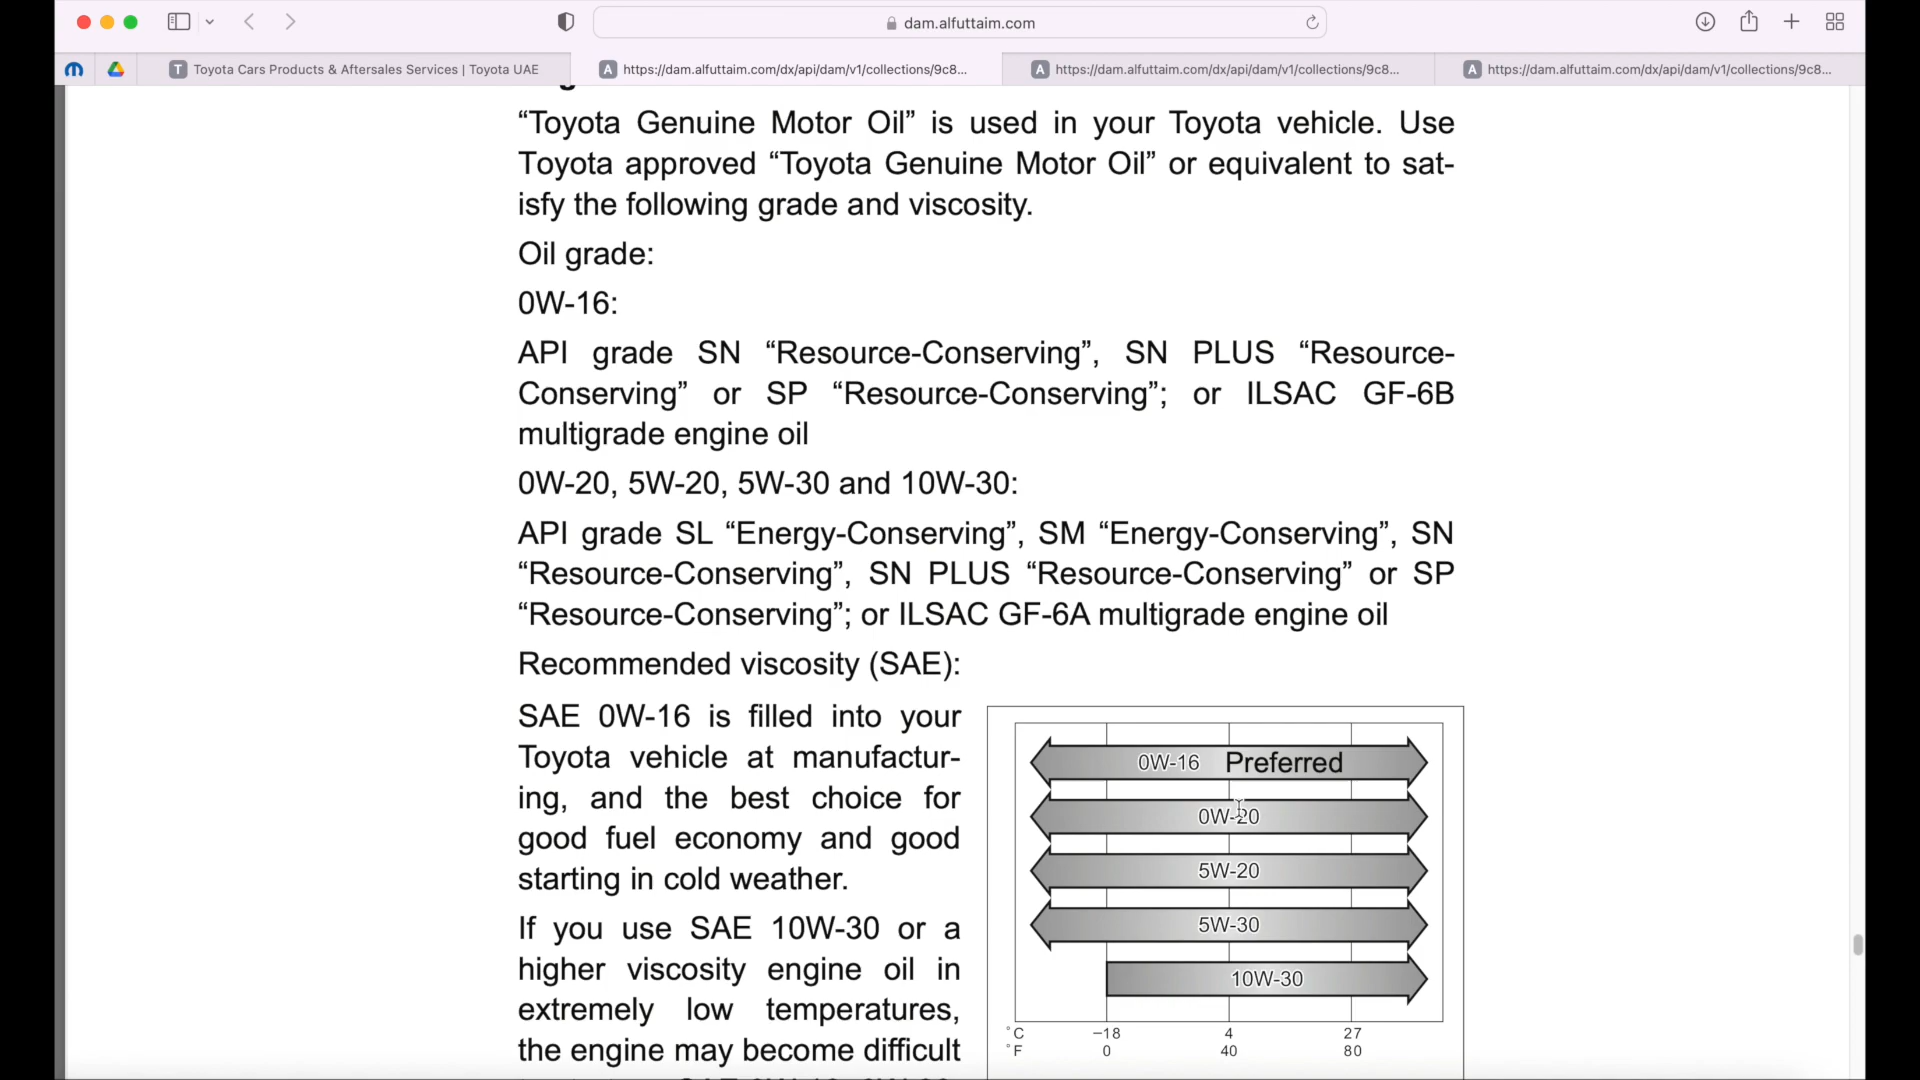 dam.alfuttaim.com
T Toyota Cars Products & Aftersales Services | Toyota UAE
A https://dam.alfuttaim.com/dx/api/dam/v1/collections/9c8...
A https://dam.alfuttaim.com/dx/api/dam/v1/collections/9c8...
A https://dam.alfuttaim.com/dx/api/dam/v1/collections/9c8...
“Toyota Genuine Motor Oil” is used in your Toyota vehicle. Use
Toyota approved “Toyota Genuine Motor Oil” or equivalent to sat-
isfy the following grade and viscosity.
Oil grade:
0W-16:
API grade SN “Resource-Conserving”, SN PLUS “Resource-
Conserving” or SP “Resource-Conserving”; or ILSAC GF-6B
multigrade engine oil
0W-20, 5W-20, 5W-30 and 10W-30:
API grade SL “Energy-Conserving”, SM “Energy-Conserving”, SN
“Resource-Conserving”, SN PLUS “Resource-Conserving” or SP
“Resource-Conserving”; or ILSAC GF-6A multigrade engine oil
Recommended viscosity (SAE):
SAE 0W-16 is filled into your
Toyota vehicle at manufactur-
ing, and the best choice for
good fuel economy and good
starting in cold weather.
If you use SAE 10W-30 or a
higher viscosity engine oil in
extremely low temperatures,
the engine may become difficult
0W-16 Preferred
0W-20
5W-20
5W-30
10W-30
°C −18 4 27
°F 0 40 80